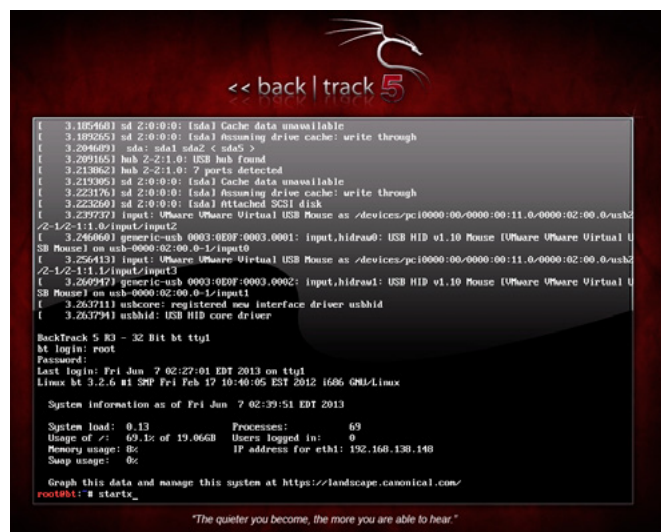 << back | track 5
[    3.185468] sd 2:0:0:0: [sda] Cache data unavailable
[    3.189265] sd 2:0:0:0: [sda] Assuming drive cache: write through
[    3.204689]  sda: sda1 sda2 < sda5 >
[    3.209165] hub 2-2:1.0: USB hub found
[    3.213862] hub 2-2:1.0: 7 ports detected
[    3.219305] sd 2:0:0:0: [sda] Cache data unavailable
[    3.223176] sd 2:0:0:0: [sda] Assuming drive cache: write through
[    3.223260] sd 2:0:0:0: [sda] Attached SCSI disk
[    3.239737] input: VMware VMware Virtual USB Mouse as /devices/pci0000:00/0000:00:11.0/0000:02:00.0/usb2
/2-1/2-1:1.0/input/input2
[    3.246060] generic-usb 0003:0E0F:0003.0001: input,hidraw0: USB HID v1.10 Mouse [VMware VMware Virtual U
SB Mouse] on usb-0000:02:00.0-1/input0
[    3.256413] input: VMware VMware Virtual USB Mouse as /devices/pci0000:00/0000:00:11.0/0000:02:00.0/usb2
/2-1/2-1:1.1/input/input3
[    3.260947] generic-usb 0003:0E0F:0003.0002: input,hidraw1: USB HID v1.10 Mouse [VMware VMware Virtual U
SB Mouse] on usb-0000:02:00.0-1/input1
[    3.263711] usbcore: registered new interface driver usbhid
[    3.263794] usbhid: USB HID core driver
BackTrack 5 R3 - 32 Bit bt tty1
bt login: root
Password:
Last login: Fri Jun  7 02:27:01 EDT 2013 on tty1
Linux bt 3.2.6 #1 SMP Fri Feb 17 10:40:05 EST 2012 i686 GNU/Linux
System information as of Fri Jun  7 02:39:51 EDT 2013
System load:  0.13               Processes:           69
Usage of /:   69.1% of 19.06GB   Users logged in:     0
Memory usage: 8%                 IP address for eth1: 192.168.138.148
Swap usage:   0%
Graph this data and manage this system at https://landscape.canonical.com/
root@bt:~# startx_
"The quieter you become, the more you are able to hear."